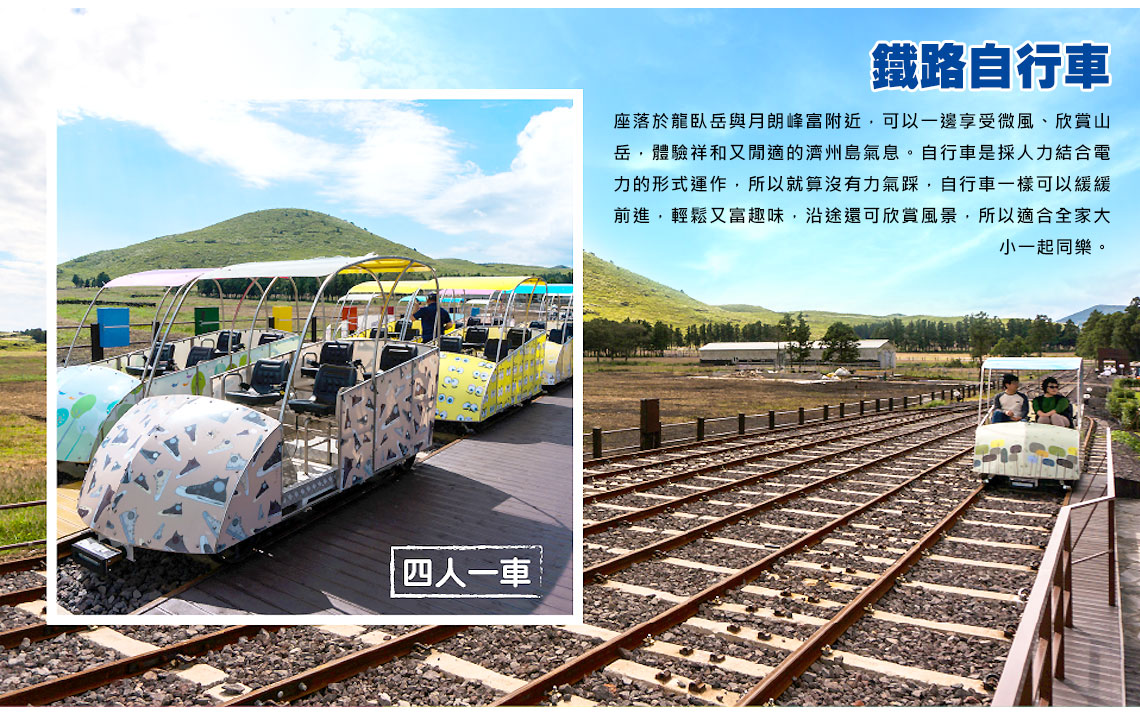 鐵路自行車
座落於龍臥岳與月朗峰富附近，可以一邊享受微風、欣賞山
岳，體驗祥和又閒適的濟州島氣息。自行車是採人力結合電
力的形式運作，所以就算沒有力氣踩，自行車一樣可以緩緩
前進，輕鬆又富趣味，沿途還可欣賞風景，所以適合全家大
小一起同樂。
四人一車